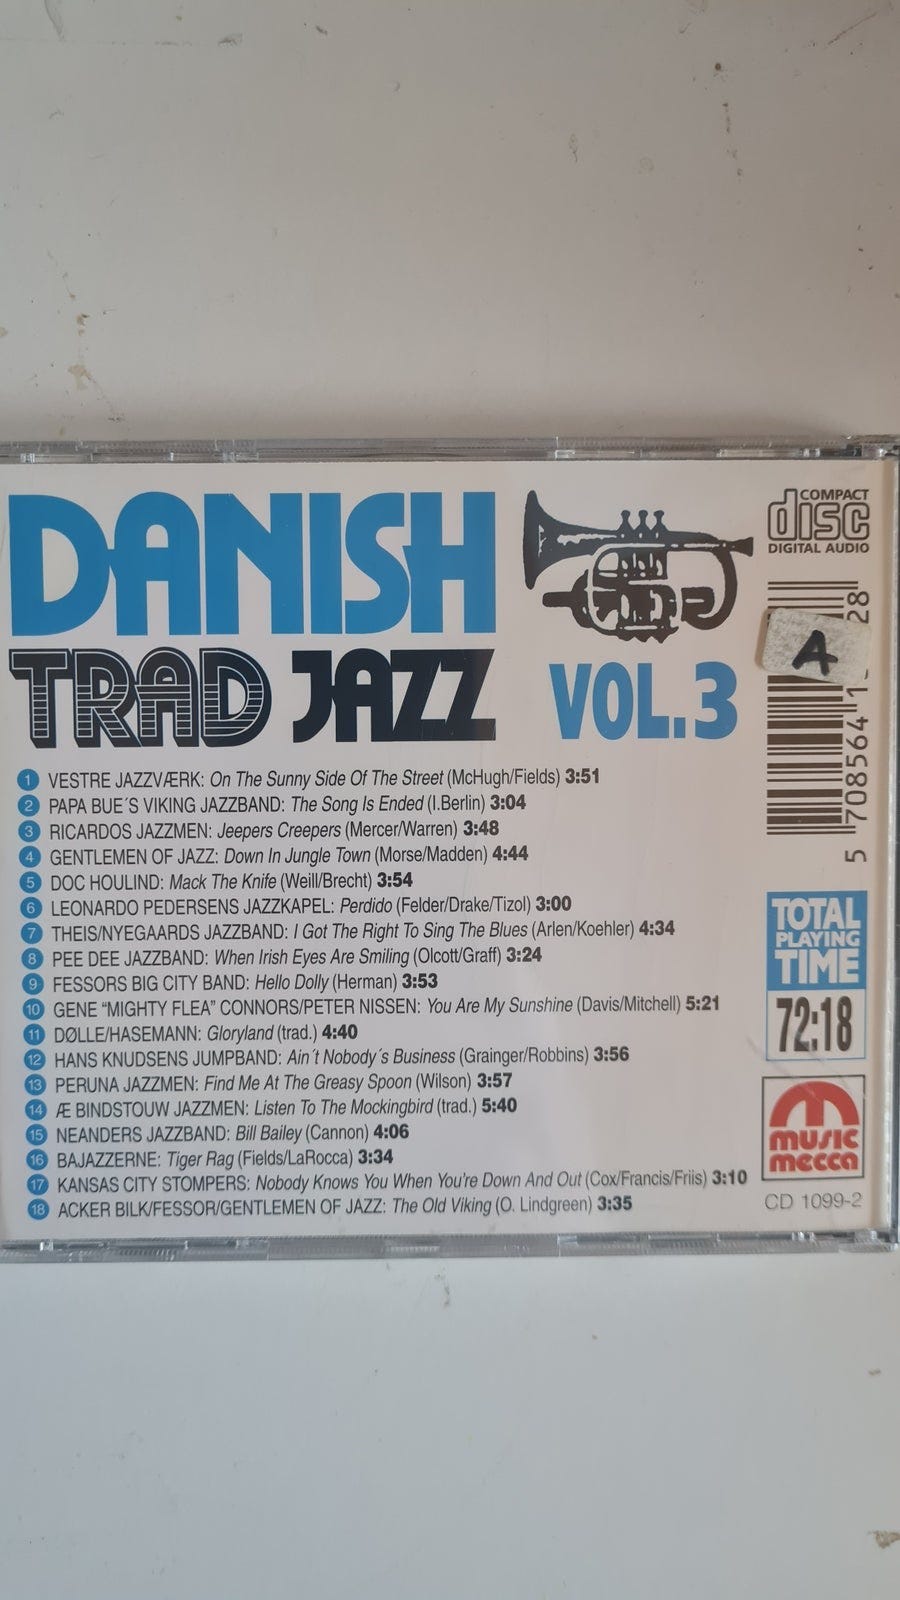 DANISH
TRAD JAZZ
VOL.3
COMPACT
disc
DIGITAL AUDIO
A
5 708564 1 28
1 VESTRE JAZZVÆRK: On The Sunny Side Of The Street (McHugh/Fields) 3:51
2 PAPA BUE´S VIKING JAZZBAND: The Song Is Ended (I.Berlin) 3:04
3 RICARDOS JAZZMEN: Jeepers Creepers (Mercer/Warren) 3:48
4 GENTLEMEN OF JAZZ: Down In Jungle Town (Morse/Madden) 4:44
5 DOC HOULIND: Mack The Knife (Weill/Brecht) 3:54
6 LEONARDO PEDERSENS JAZZKAPEL: Perdido (Felder/Drake/Tizol) 3:00
7 THEIS/NYEGAARDS JAZZBAND: I Got The Right To Sing The Blues (Arlen/Koehler) 4:34
8 PEE DEE JAZZBAND: When Irish Eyes Are Smiling (Olcott/Graff) 3:24
9 FESSORS BIG CITY BAND: Hello Dolly (Herman) 3:53
10 GENE “MIGHTY FLEA” CONNORS/PETER NISSEN: You Are My Sunshine (Davis/Mitchell) 5:21
11 DØLLE/HASEMANN: Gloryland (trad.) 4:40
12 HANS KNUDSENS JUMPBAND: Ain´t Nobody´s Business (Grainger/Robbins) 3:56
13 PERUNA JAZZMEN: Find Me At The Greasy Spoon (Wilson) 3:57
14 Æ BINDSTOUW JAZZMEN: Listen To The Mockingbird (trad.) 5:40
15 NEANDERS JAZZBAND: Bill Bailey (Cannon) 4:06
16 BAJAZZERNE: Tiger Rag (Fields/LaRocca) 3:34
17 KANSAS CITY STOMPERS: Nobody Knows You When You're Down And Out (Cox/Francis/Friis) 3:10
18 ACKER BILK/FESSOR/GENTLEMEN OF JAZZ: The Old Viking (O. Lindgreen) 3:35
TOTAL
PLAYING
TIME
72:18
music
mecca
CD 1099-2